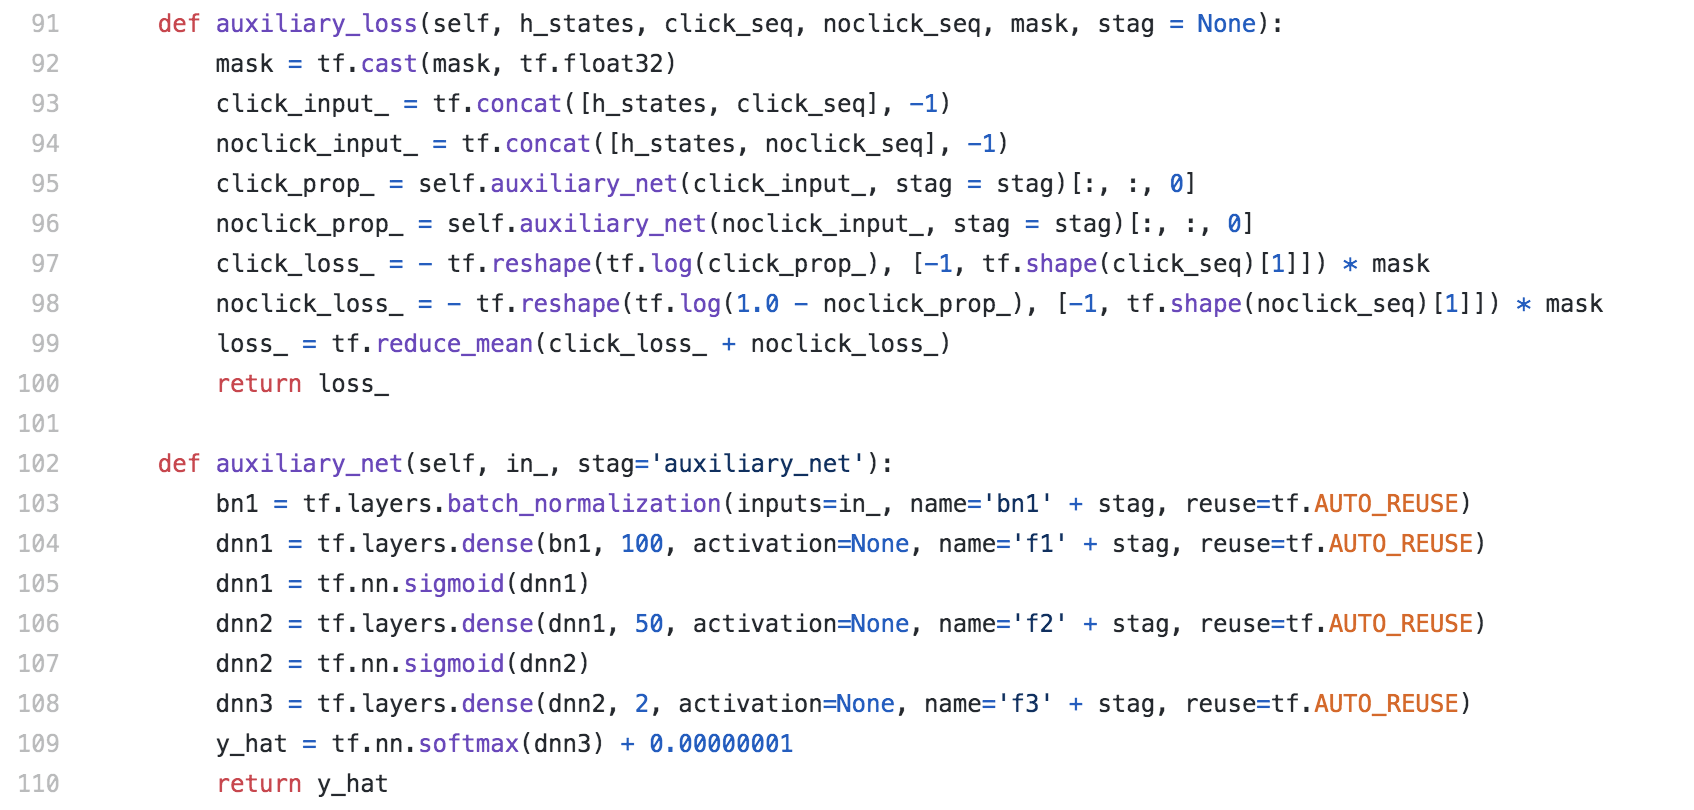 91 def auxiliary_loss(self, h_states, click_seq, noclick_seq, mask, stag = None):
92 mask = tf.cast(mask, tf.float32)
93 click_input_ = tf.concat([h_states, click_seq], -1)
94 noclick_input_ = tf.concat([h_states, noclick_seq], -1)
95 click_prop_ = self.auxiliary_net(click_input_, stag = stag)[:, :, 0]
96 noclick_prop_ = self.auxiliary_net(noclick_input_, stag = stag)[:, :, 0]
97 click_loss_ = - tf.reshape(tf.log(click_prop_), [-1, tf.shape(click_seq)[1]]) * mask
98 noclick_loss_ = - tf.reshape(tf.log(1.0 - noclick_prop_), [-1, tf.shape(noclick_seq)[1]]) * mask
99 loss_ = tf.reduce_mean(click_loss_ + noclick_loss_)
100 return loss_
101
102 def auxiliary_net(self, in_, stag='auxiliary_net'):
103 bn1 = tf.layers.batch_normalization(inputs=in_, name='bn1' + stag, reuse=tf.AUTO_REUSE)
104 dnn1 = tf.layers.dense(bn1, 100, activation=None, name='f1' + stag, reuse=tf.AUTO_REUSE)
105 dnn1 = tf.nn.sigmoid(dnn1)
106 dnn2 = tf.layers.dense(dnn1, 50, activation=None, name='f2' + stag, reuse=tf.AUTO_REUSE)
107 dnn2 = tf.nn.sigmoid(dnn2)
108 dnn3 = tf.layers.dense(dnn2, 2, activation=None, name='f3' + stag, reuse=tf.AUTO_REUSE)
109 y_hat = tf.nn.softmax(dnn3) + 0.00000001
110 return y_hat